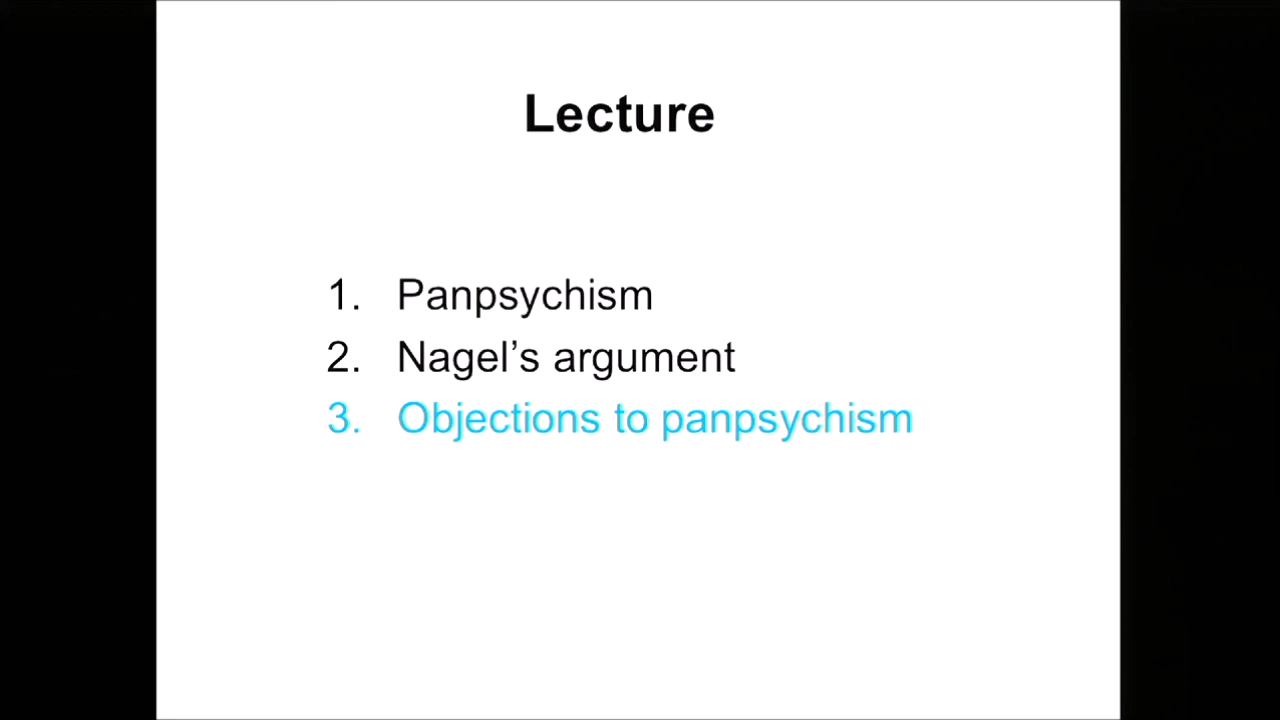 Lecture
1. Panpsychism
2. Nagel’s argument
3. Objections to panpsychism